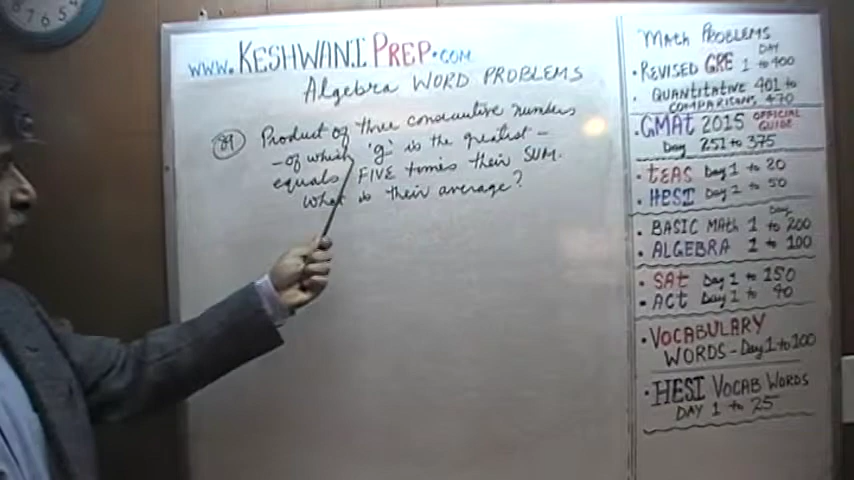 WWW. KESHWANI PREP.COM
Algebra WORD PROBLEMS
89 Product of three consecutive numbers
- of which 'g' is the greatest -
equals FIVE times their SUM.
What is their average?
MATH PROBLEMS
DAY
• REVISED GRE 1 to 400
• QUANTITATIVE 401 to
COMPARISONS, 470
• GMAT 2015 OFFICIAL GUIDE
Day 251 to 375
• TEAS Day 1 to 20
• HESI Day 1 to 50
Day
• BASIC MATH 1 to 200
• ALGEBRA 1 to 100
• SAT Day 1 to 150
• ACT Day 1 to 40
• VOCABULARY
WORDS - Day 1 to 100
• HESI VOCAB WORDS
DAY 1 to 25